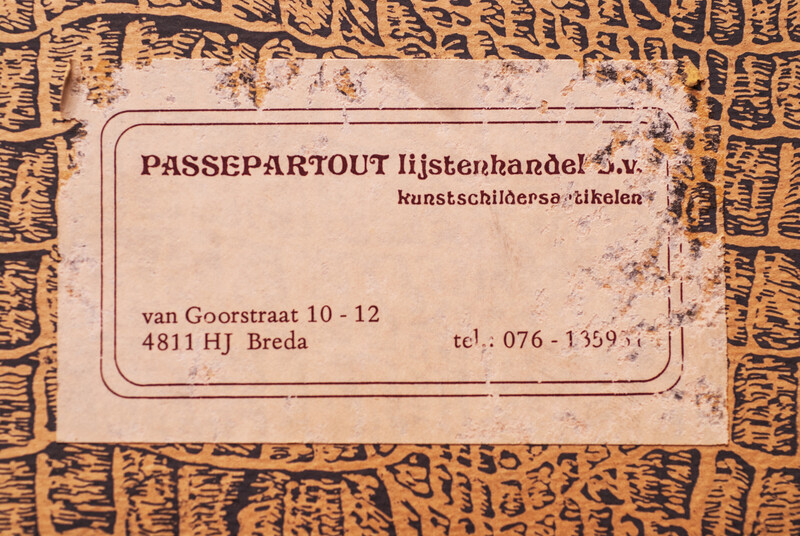 PASSEPARTOUT lijstenhandel b.v.
kunstschildersartikelen
van Goorstraat 10 - 12
4811 HJ Breda
tel.: 076 -